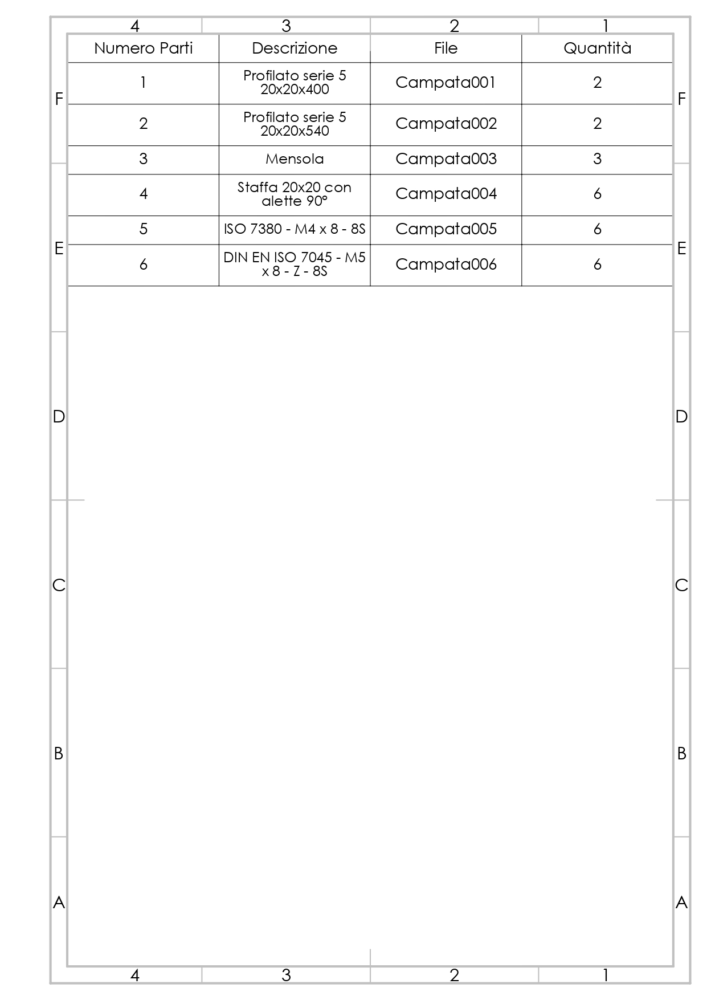 4 3 2 1
Numero Parti Descrizione File Quantità
1 Profilato serie 5 20x20x400 Campata001 2
F F
2 Profilato serie 5 20x20x540 Campata002 2
3 Mensola Campata003 3
4 Staffa 20x20 con alette 90° Campata004 6
5 ISO 7380 - M4 x 8 - 8S Campata005 6
E E
6 DIN EN ISO 7045 - M5 x 8 - Z - 8S Campata006 6
D D
C C
B B
A A
4 3 2 1